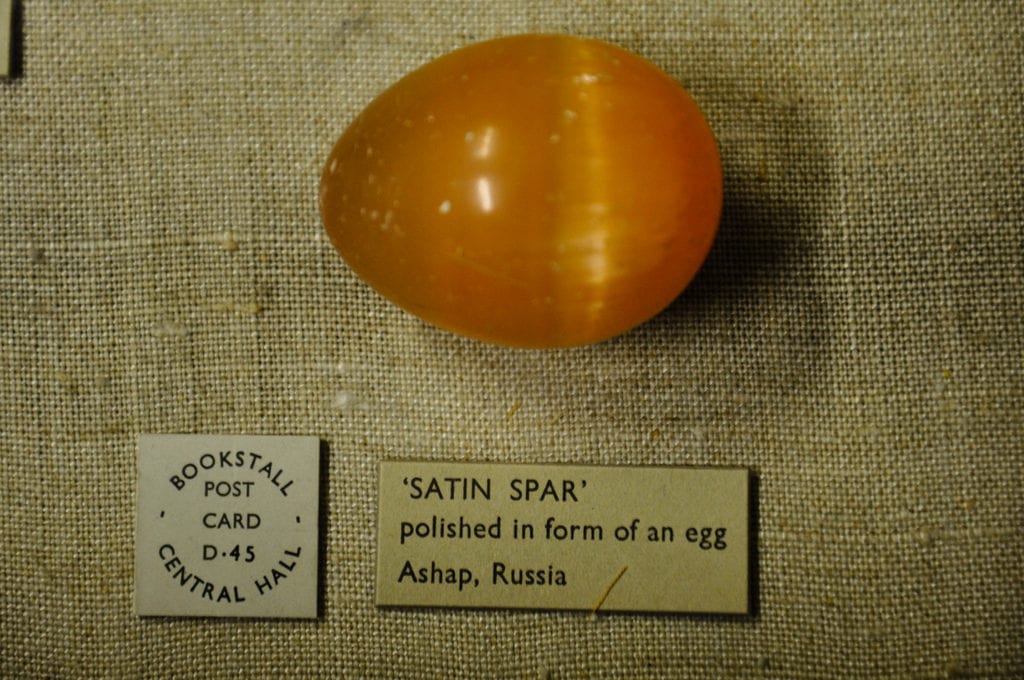 BOOKSTALL
POST
CARD
D·45
CENTRAL HALL
'SATIN SPAR'
polished in form of an egg
Ashap, Russia